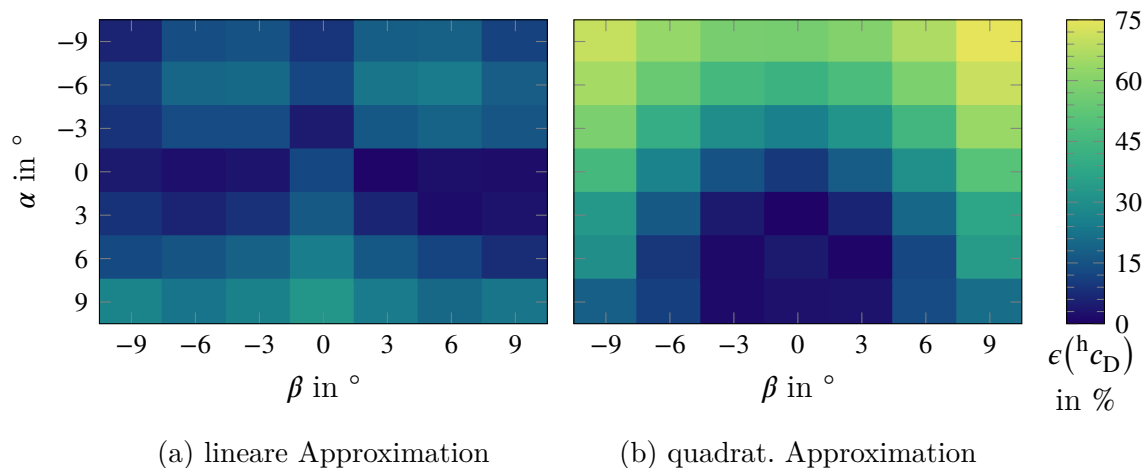 −9
−6
−3
0
3
6
9
α in °
−9 −6 −3 0 3 6 9
β in °
(a) lineare Approximation
−9 −6 −3 0 3 6 9
β in °
(b) quadrat. Approximation
75
60
45
30
15
0
ϵ(ʰc_D)
in %